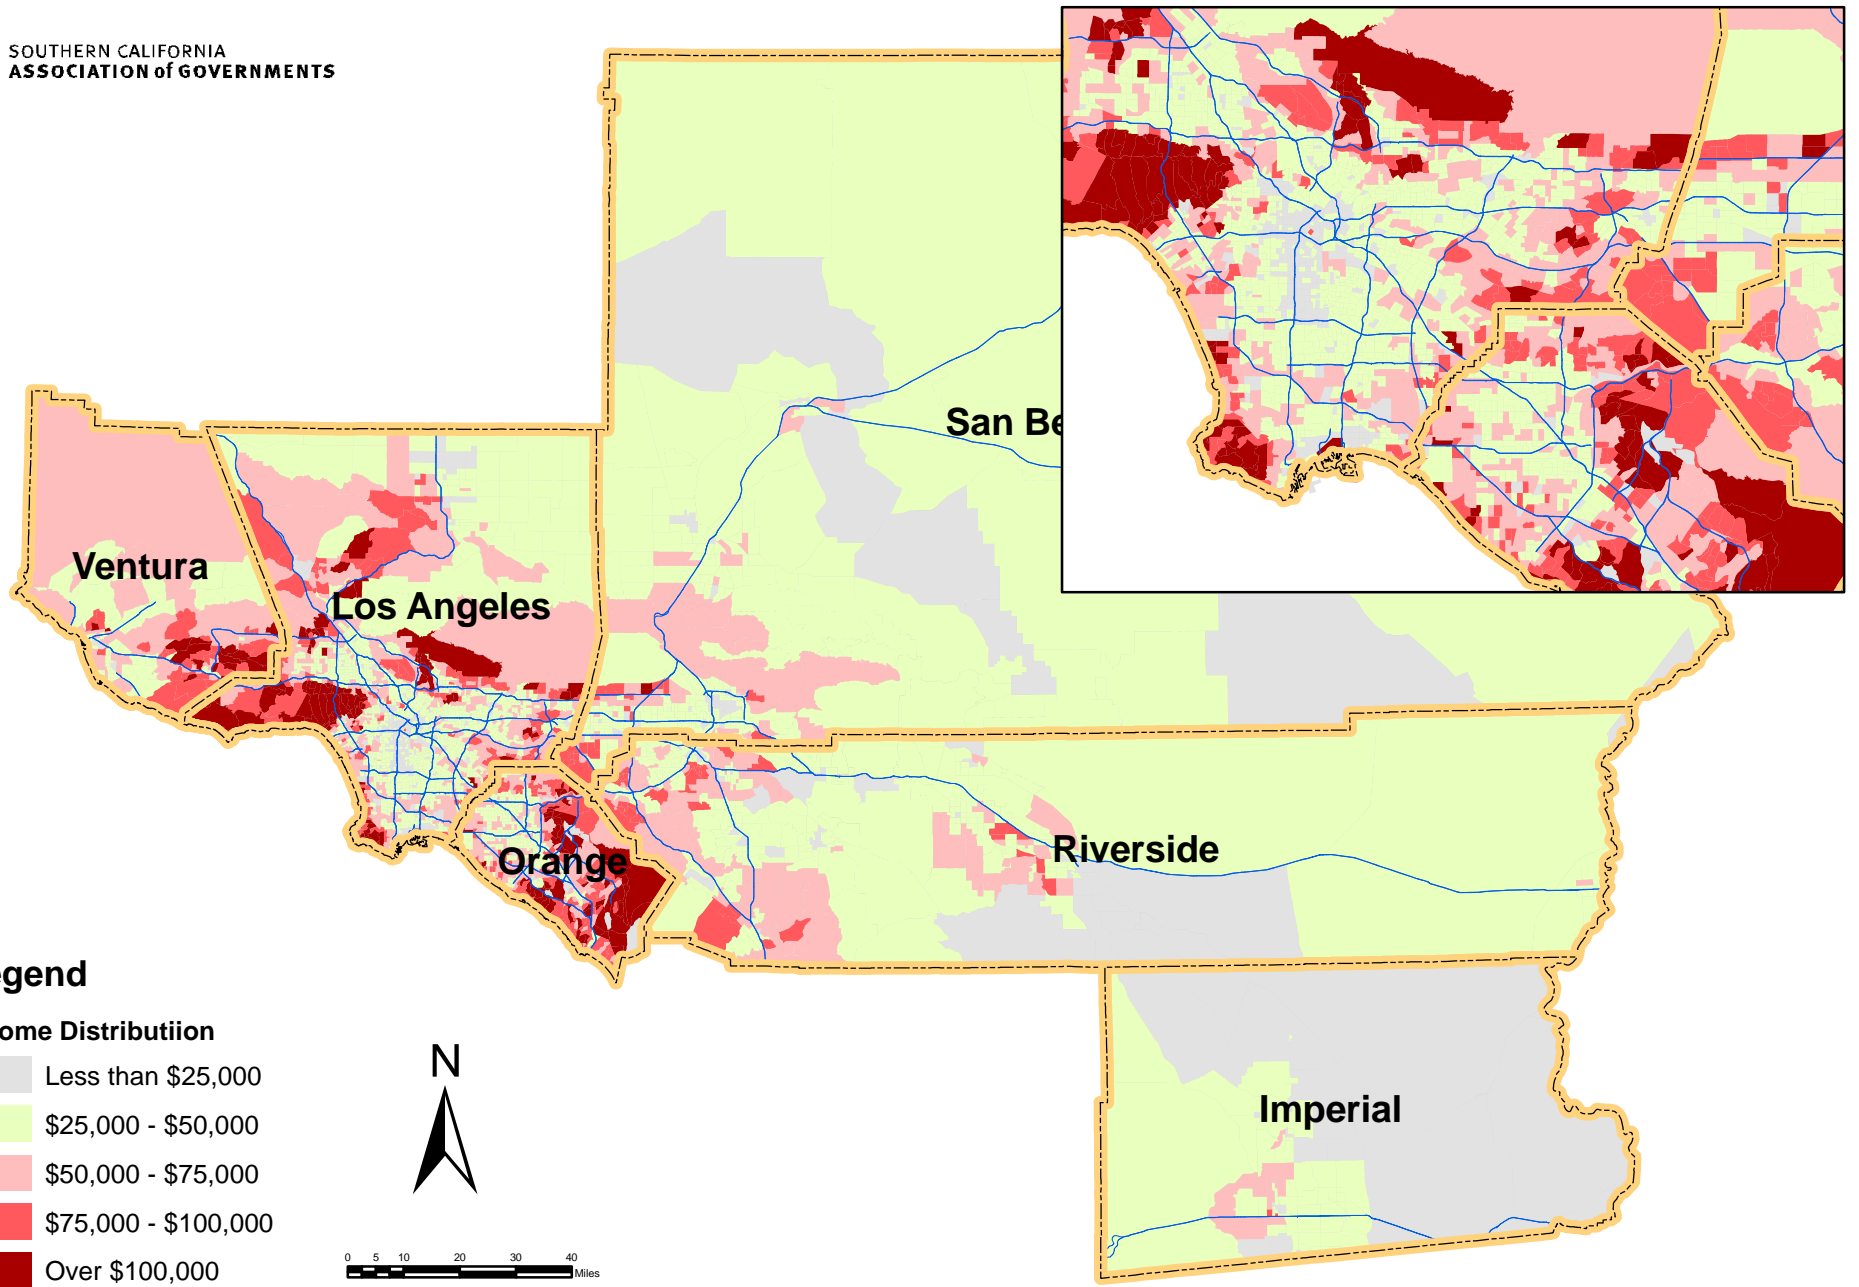 SOUTHERN CALIFORNIA
ASSOCIATION of GOVERNMENTS
San Be
Ventura
Los Angeles
Orange
Riverside
Imperial
egend
ome Distributiion
Less than $25,000
$25,000 - $50,000
$50,000 - $75,000
$75,000 - $100,000
Over $100,000
N
0 5 10 20 30 40
Miles